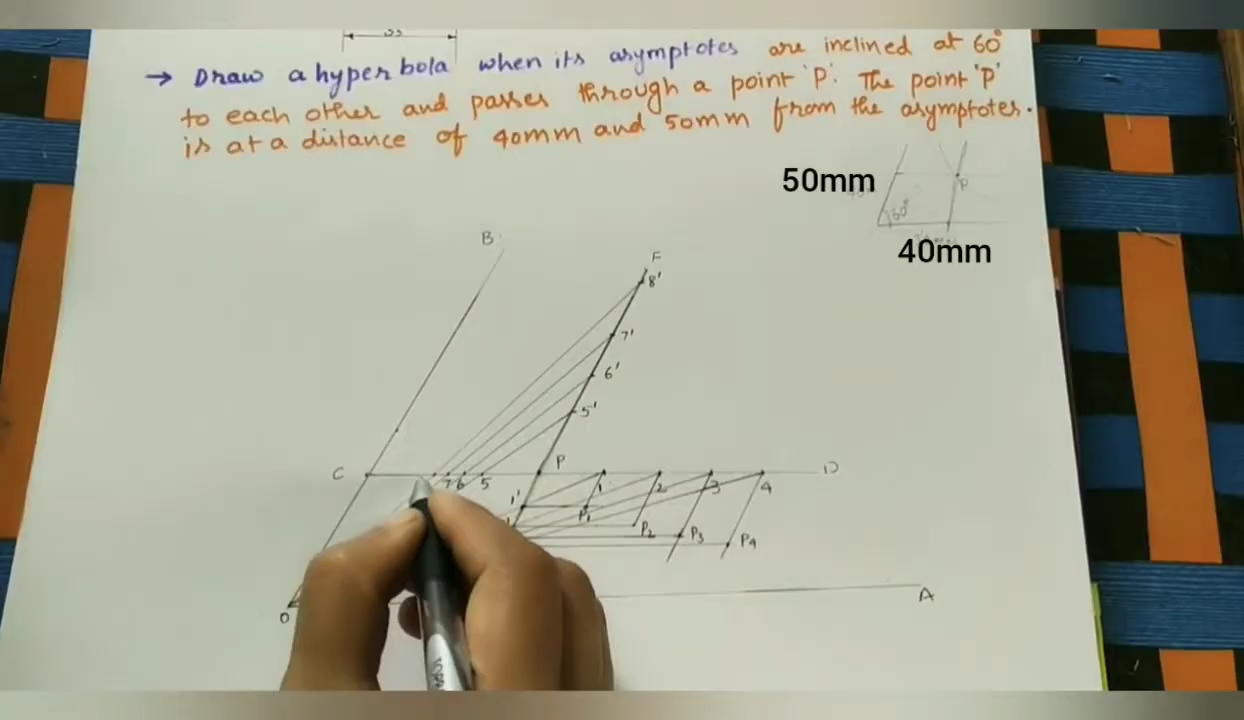 35
→ Draw a hyperbola when its asymptotes are inclined at 60°
to each other and passes through a point 'P'. The point 'P'
is at a distance of 40mm and 50mm from the asymptotes.
50mm
P
60°
40mm
B
F
8'
7'
6'
5'
C
7 6 5
P
1
2
3
4
D
1'
P1
P2
P3
P4
O
A